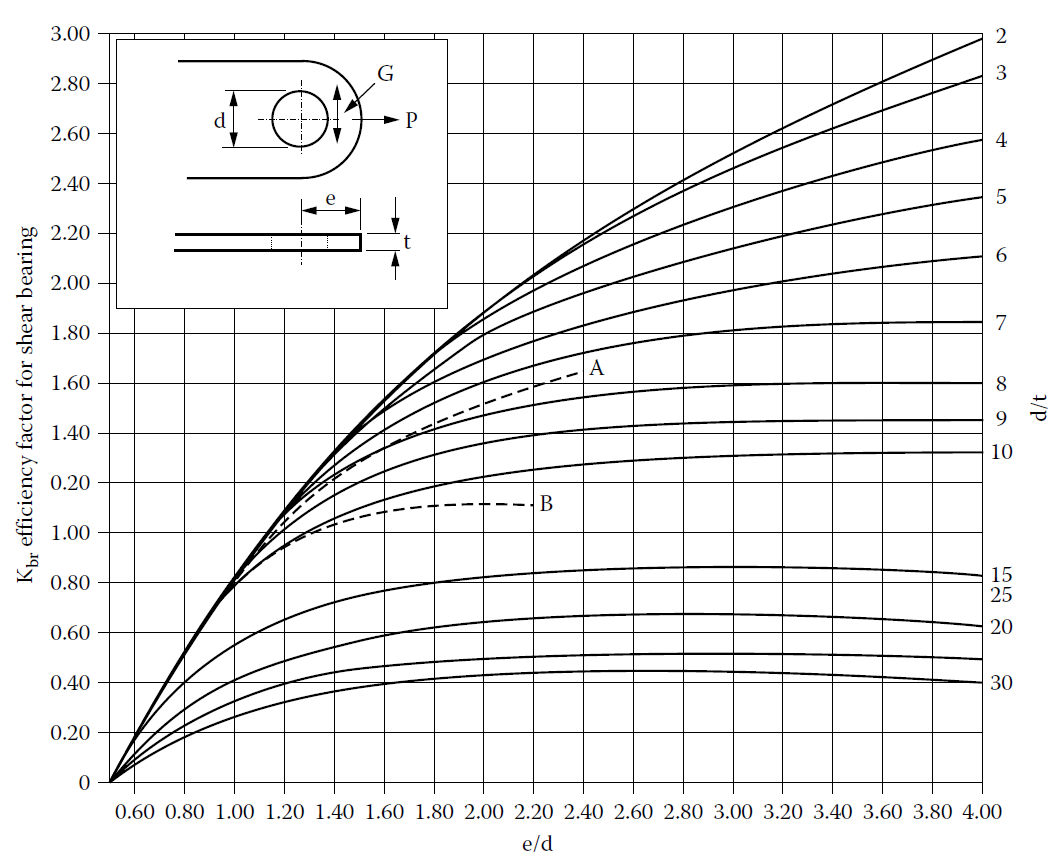 3.00
2.80
2.60
2.40
2.20
2.00
1.80
1.60
1.40
0.20
1.00
0.80
0.60
0.40
0.20
0
K_br efficiency factor for shear bearing
G
d
P
e
t
A
B
2
3
4
5
6
7
8
9
10
15
25
20
30
d/t
0.60 0.80 1.00 1.20 1.40 1.60 1.80 2.00 2.20 2.60 2.60 2.80 3.00 3.20 3.40 3.60 3.80 4.00
e/d